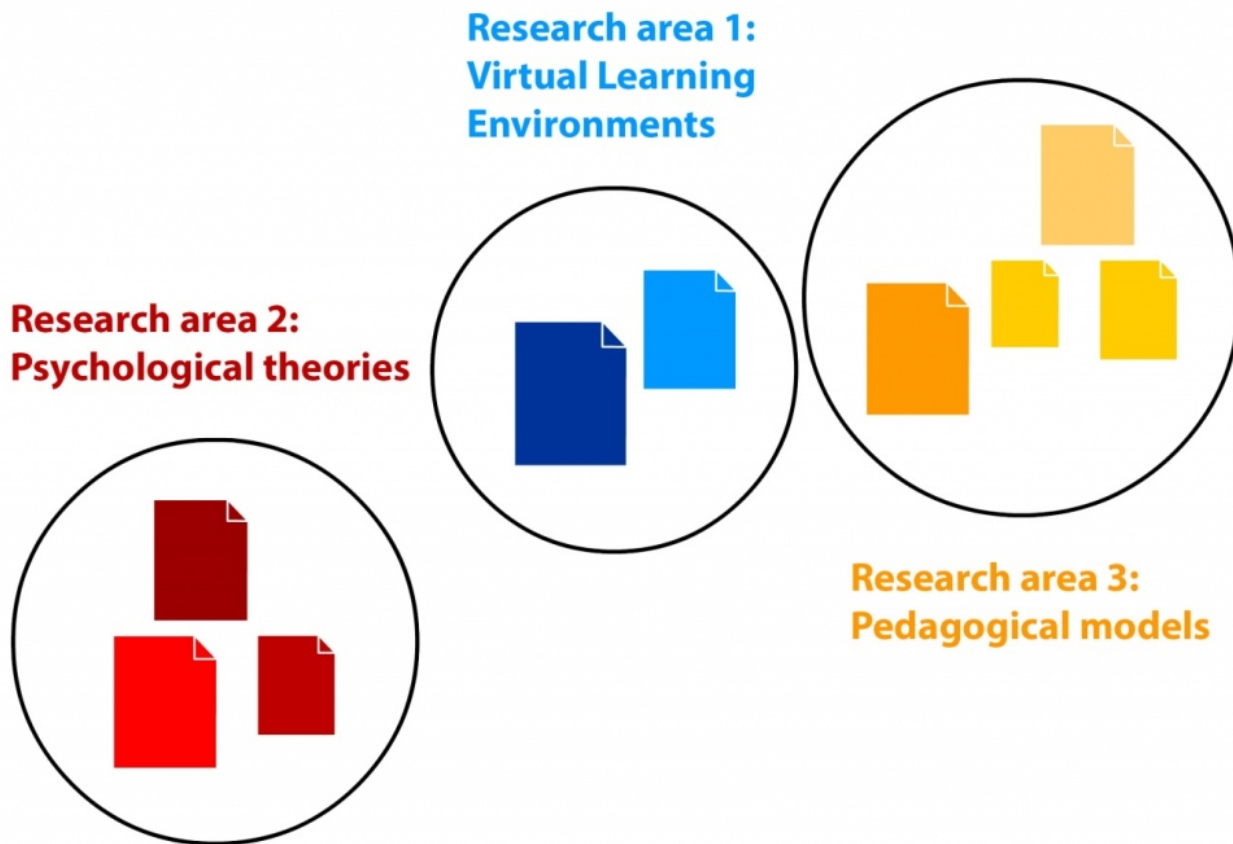 Research area 1:
Virtual Learning
Environments
Research area 2:
Psychological theories
Research area 3:
Pedagogical models